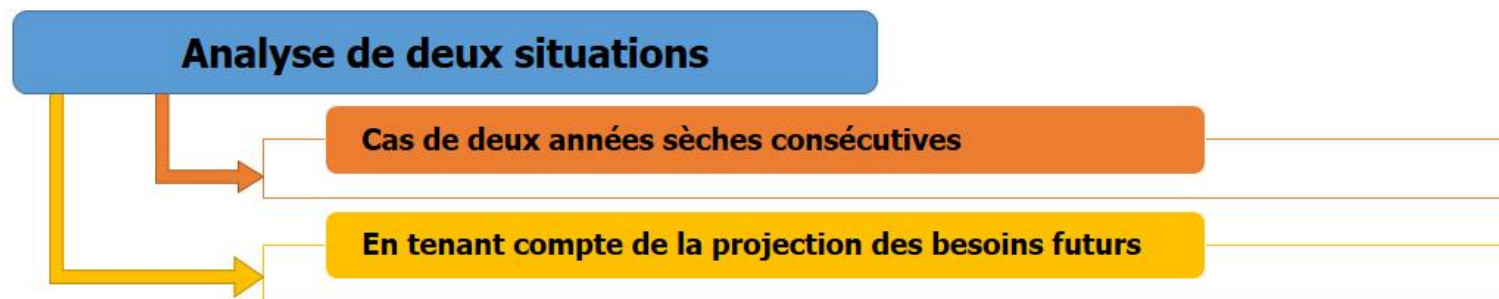 Analyse de deux situations
Cas de deux années sèches consécutives
En tenant compte de la projection des besoins futurs